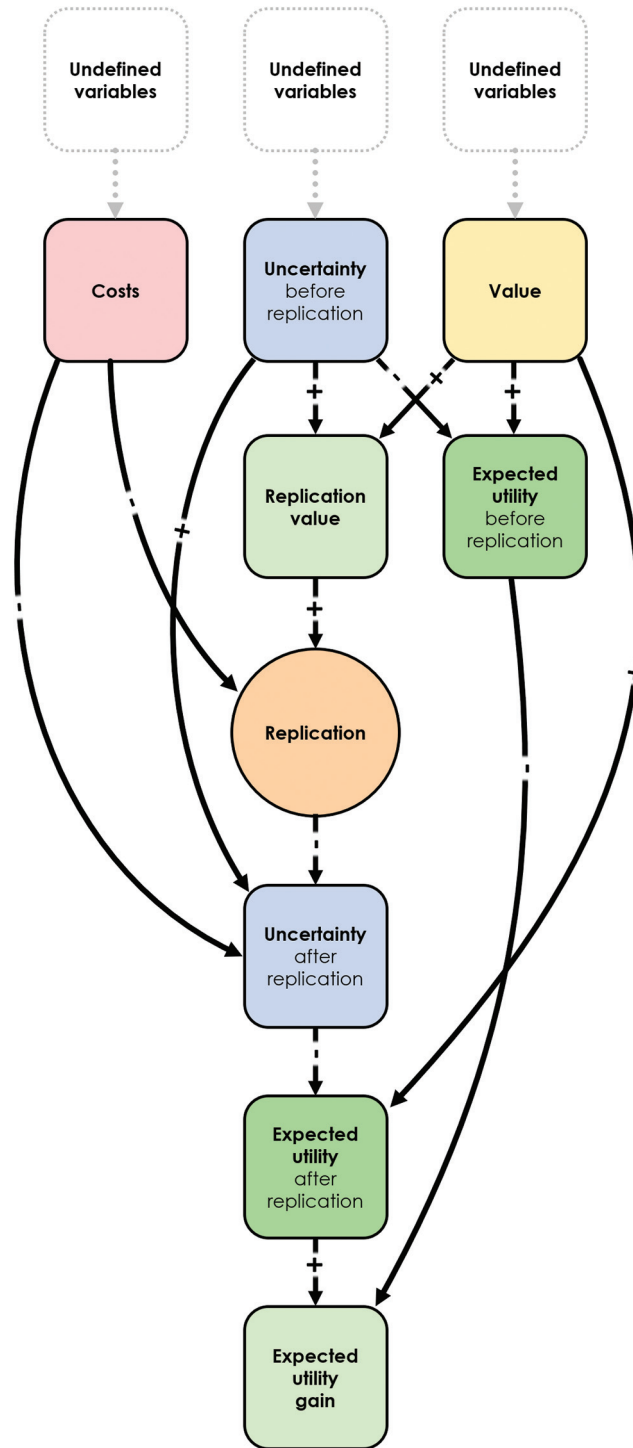 Undefined
variables
Undefined
variables
Undefined
variables
Costs
Uncertainty
before
replication
Value
+
-
+
+
Replication
value
Expected
utility
before
replication
-
+
-
+
Replication
-
-
Uncertainty
after
replication
-
Expected
utility
after
replication
+
Expected
utility
gain